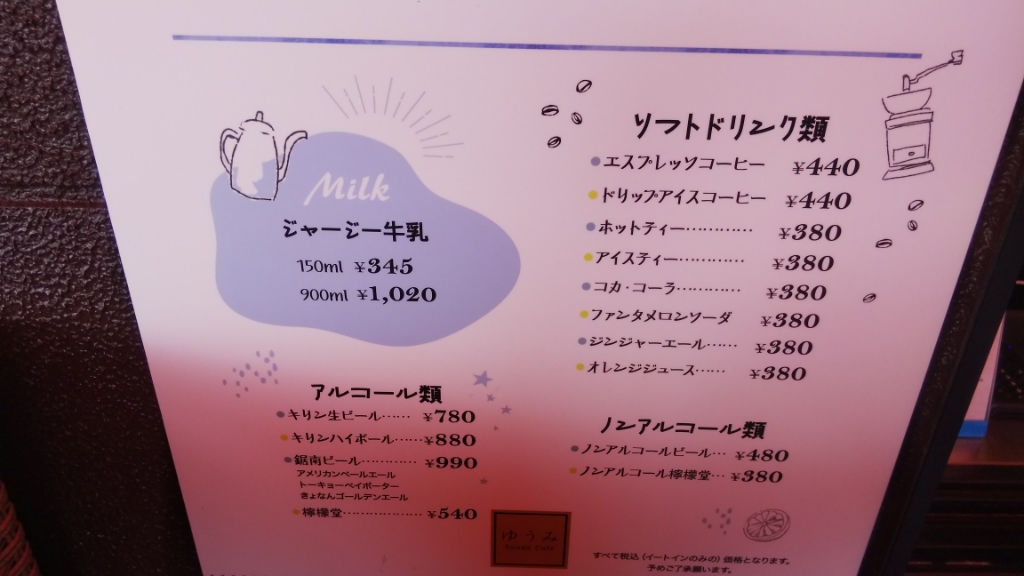 Milk
ジャージー牛乳
150ml ¥345
900ml ¥1,020
ソフトドリンク類
エスプレッソコーヒー ¥440
ドリップアイスコーヒー ¥440
ホットティー………… ¥380
アイスティー………… ¥380
コカ・コーラ………… ¥380
ファンタメロンソーダ ¥380
ジンジャーエール…… ¥380
オレンジジュース…… ¥380
アルコール類
キリン生ビール…… ¥780
キリンハイボール…… ¥880
鋸南ビール………… ¥990
アメリカンペールエール
トーキョーベイポーター
きょなんゴールデンエール
檸檬堂……………… ¥540
ノンアルコール類
ノンアルコールビール… ¥480
ノンアルコール檸檬堂… ¥380
ゆうみ
すべて税込(イートインのみの)価格となります。
予めご了承願います。